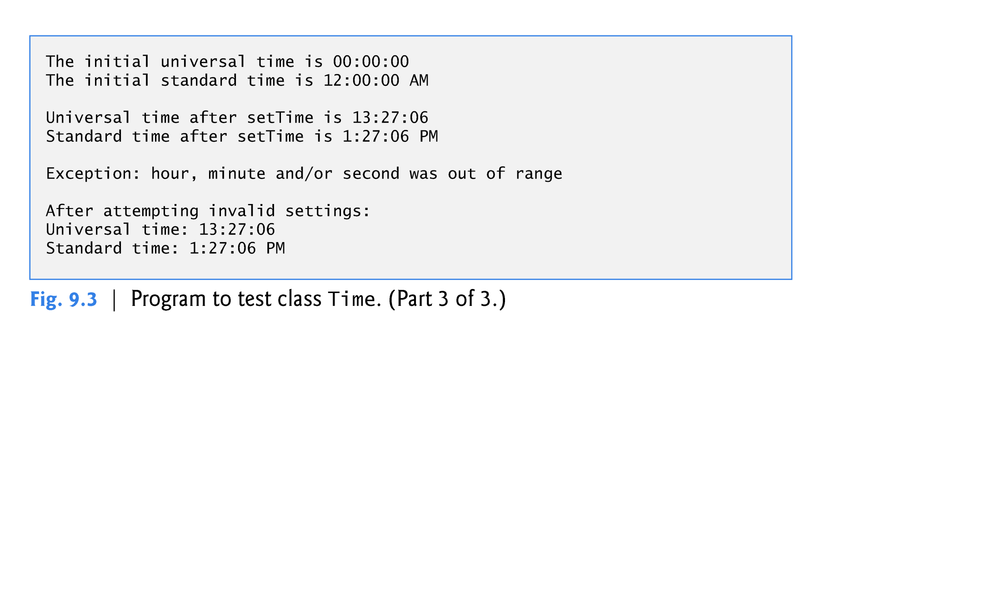 The initial universal time is 00:00:00
The initial standard time is 12:00:00 AM
Universal time after setTime is 13:27:06
Standard time after setTime is 1:27:06 PM
Exception: hour, minute and/or second was out of range
After attempting invalid settings:
Universal time: 13:27:06
Standard time: 1:27:06 PM
Fig. 9.3 | Program to test class Time. (Part 3 of 3.)